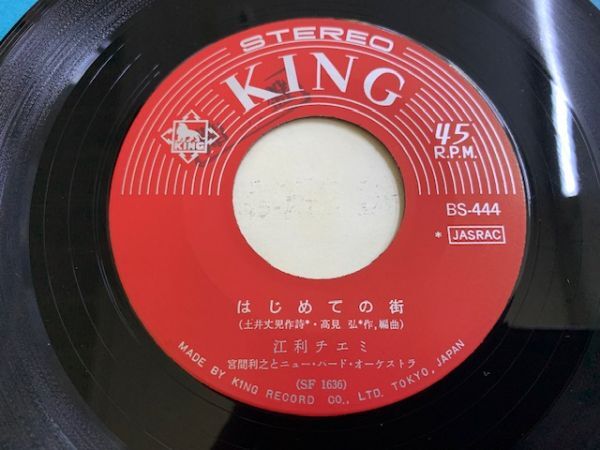 STEREO
KING
KING
45
R.P.M.
BS-444
* JASRAC
はじめての街
(土井丈児作詩*・高見 弘*作,編曲)
江利チエミ
宮間利之とニュー・ハード・オーケストラ
(SF 1636)
MADE BY KING RECORD CO., LTD. TOKYO, JAPAN